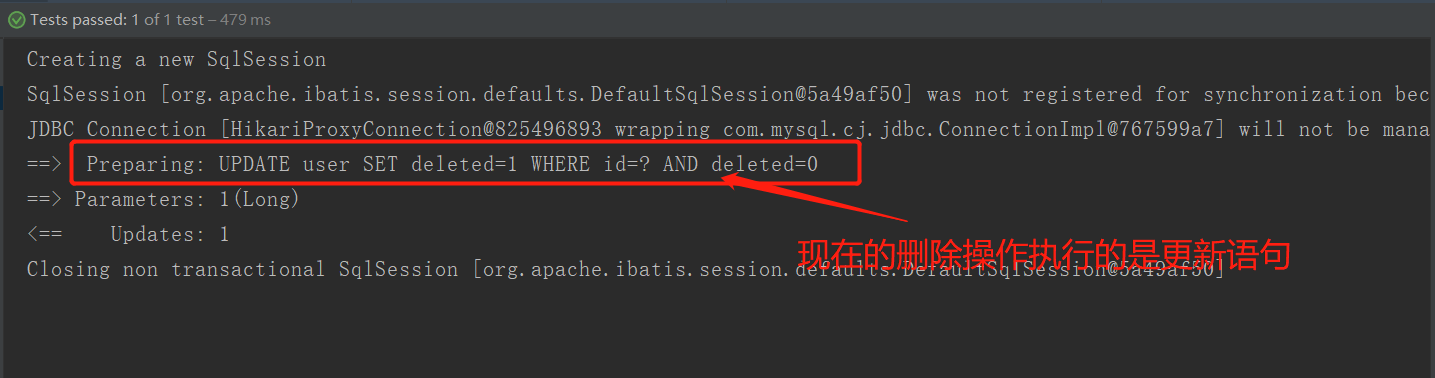 Tests passed: 1 of 1 test – 479 ms
Creating a new SqlSession
SqlSession [org.apache.ibatis.session.defaults.DefaultSqlSession@5a49af50] was not registered for synchronization bec
JDBC Connection [HikariProxyConnection@825496893 wrapping com.mysql.cj.jdbc.ConnectionImpl@767599a7] will not be mana
==>  Preparing: UPDATE user SET deleted=1 WHERE id=? AND deleted=0
==> Parameters: 1(Long)
<==    Updates: 1
现在的删除操作执行的是更新语句
Closing non transactional SqlSession [org.apache.ibatis.session.defaults.DefaultSqlSession@5a49af50]